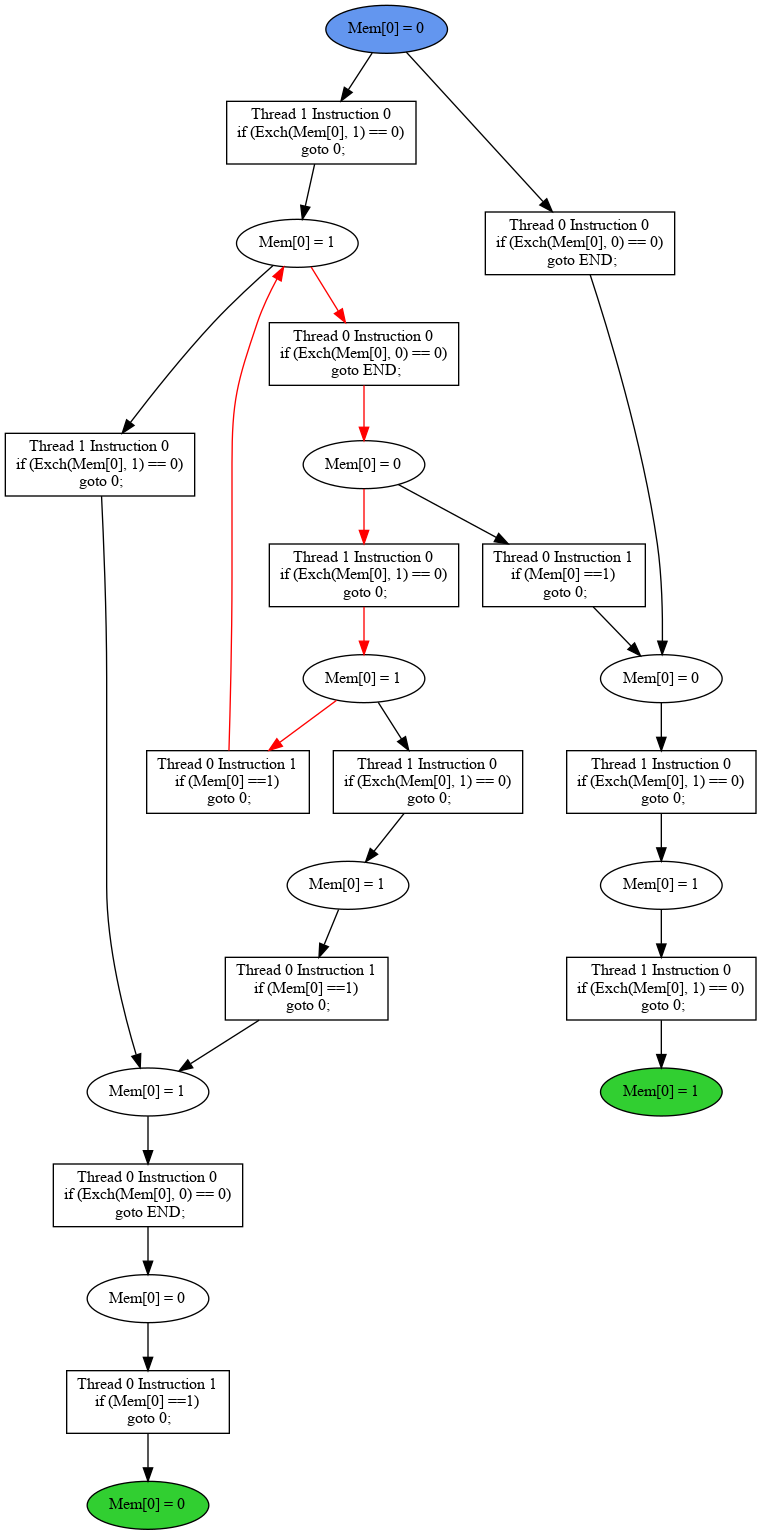 Mem[0] = 0
Thread 1 Instruction 0
if (Exch(Mem[0], 1) == 0)
goto 0;
Thread 0 Instruction 0
if (Exch(Mem[0], 0) == 0)
goto END;
Mem[0] = 1
Thread 0 Instruction 0
if (Exch(Mem[0], 0) == 0)
goto END;
Thread 1 Instruction 0
if (Exch(Mem[0], 1) == 0)
goto 0;
Mem[0] = 0
Thread 1 Instruction 0
if (Exch(Mem[0], 1) == 0)
goto 0;
Thread 0 Instruction 1
if (Mem[0] ==1)
goto 0;
Mem[0] = 1
Mem[0] = 0
Thread 0 Instruction 1
if (Mem[0] ==1)
goto 0;
Thread 1 Instruction 0
if (Exch(Mem[0], 1) == 0)
goto 0;
Thread 1 Instruction 0
if (Exch(Mem[0], 1) == 0)
goto 0;
Mem[0] = 1
Mem[0] = 1
Thread 0 Instruction 1
if (Mem[0] ==1)
goto 0;
Thread 1 Instruction 0
if (Exch(Mem[0], 1) == 0)
goto 0;
Mem[0] = 1
Mem[0] = 1
Thread 0 Instruction 0
if (Exch(Mem[0], 0) == 0)
goto END;
Mem[0] = 0
Thread 0 Instruction 1
if (Mem[0] ==1)
goto 0;
Mem[0] = 0